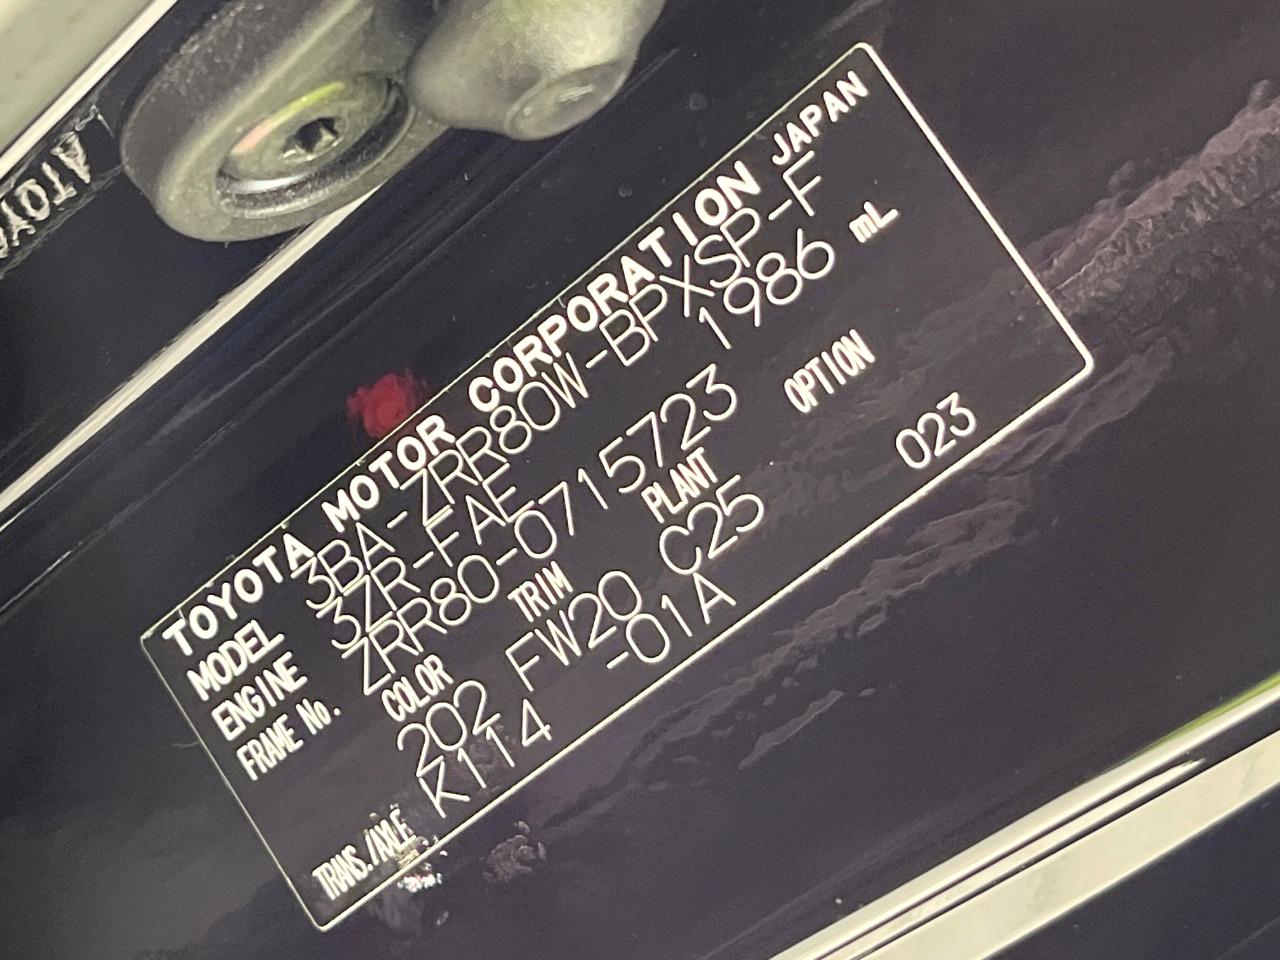 TOYOTA MOTOR CORPORATION JAPAN
MODEL 3BA-ZRR80W-BPXSP-F
ENGINE 3ZR-FAE 1986 mL
FRAME No. ZRR80-0715723
COLOR TRIM PLANT OPTION
202 FW20 C25 023
TRANS./AXLE K114 -01A
ATOYO